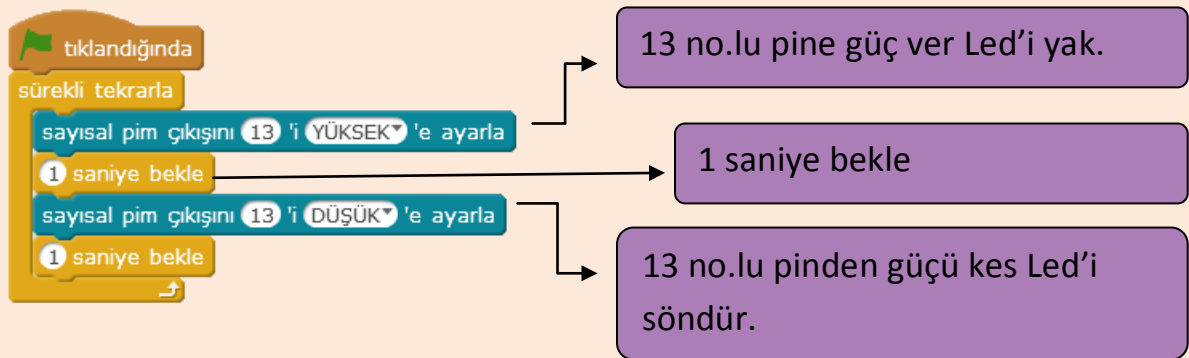 tıklandığında
sürekli tekrarla
sayısal pim çıkışını 13 'i YÜKSEK 'e ayarla
1 saniye bekle
sayısal pim çıkışını 13 'i DÜŞÜK 'e ayarla
1 saniye bekle
13 no.lu pine güç ver Led’i yak.
1 saniye bekle
13 no.lu pinden güçü kes Led’i
söndür.